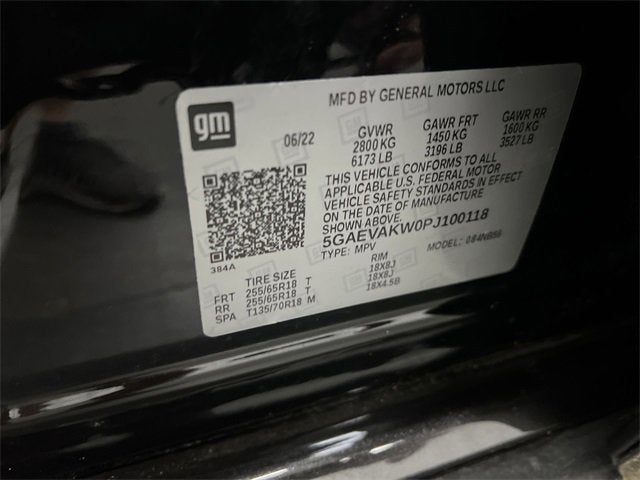 gm
MFD BY GENERAL MOTORS LLC
06/22
GVWR GAWR FRT GAWR RR
2800 KG 1450 KG 1600 KG
6173 LB 3196 LB 3527 LB
THIS VEHICLE CONFORMS TO ALL
APPLICABLE U.S. FEDERAL MOTOR
VEHICLE SAFETY STANDARDS IN EFFECT
ON THE DATE OF MANUFACTURE
5GAEVAKW0PJ100118
TYPE: MPV MODEL: 084NB56
384A
TIRE SIZE RIM
FRT 255/65R18 T 18X8J
RR 255/65R18 T 18X8J
SPA T135/70R18 M 18X4.5B